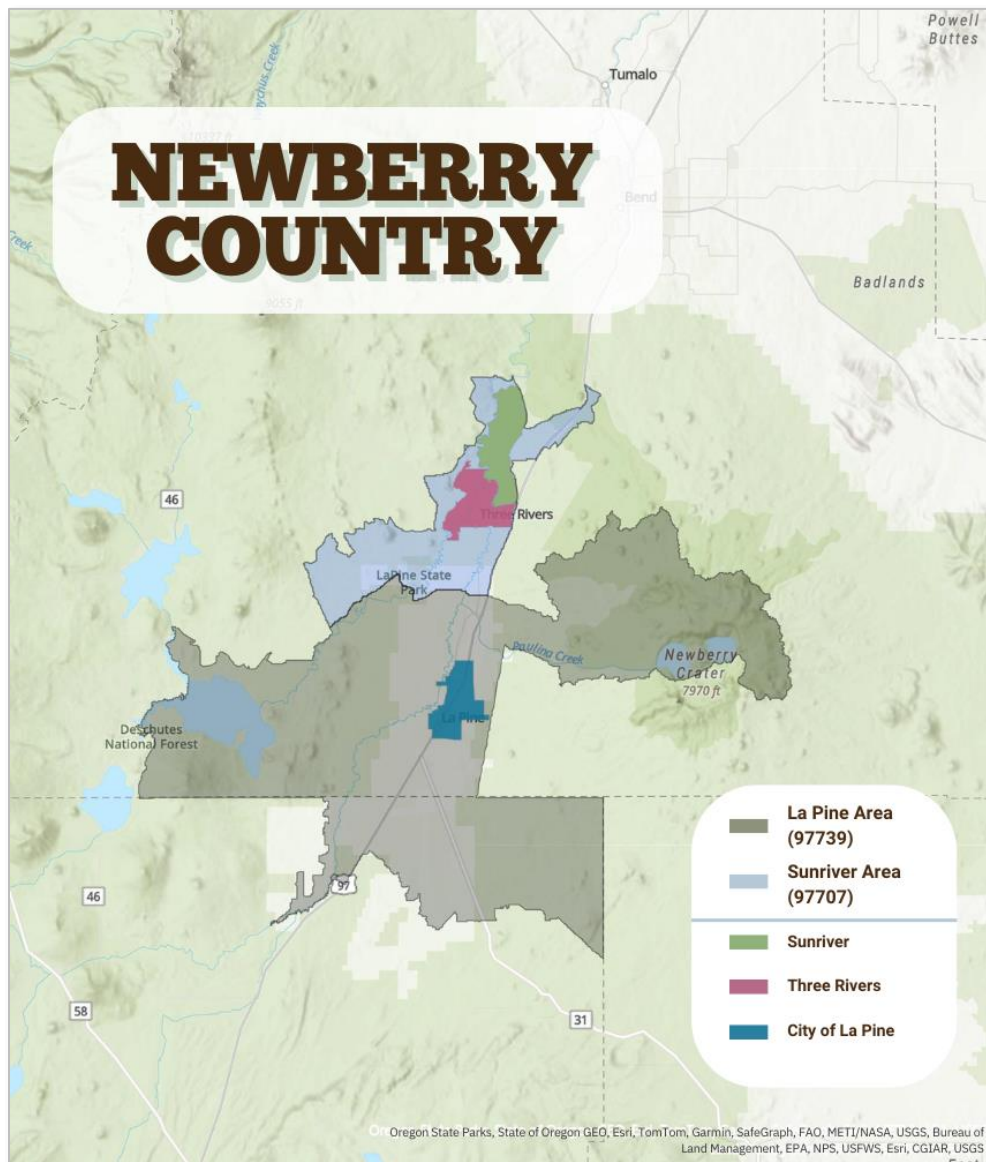 Powell
Buttes
Tumalo
NEWBERRY
COUNTRY
Creek
Bend
Badlands
46
Three Rivers
LaPine State
Park
Paulina Creek
Newberry
Crater
7970 ft
La Pine
Deschutes
National Forest
La Pine Area
(97739)
Sunriver Area
(97707)
97
46
Sunriver
Three Rivers
City of La Pine
58
31
Oregon State Parks, State of Oregon GEO, Esri, TomTom, Garmin, SafeGraph, FAO, METI/NASA, USGS, Bureau of
Land Management, EPA, NPS, USFWS, Esri, CGIAR, USGS